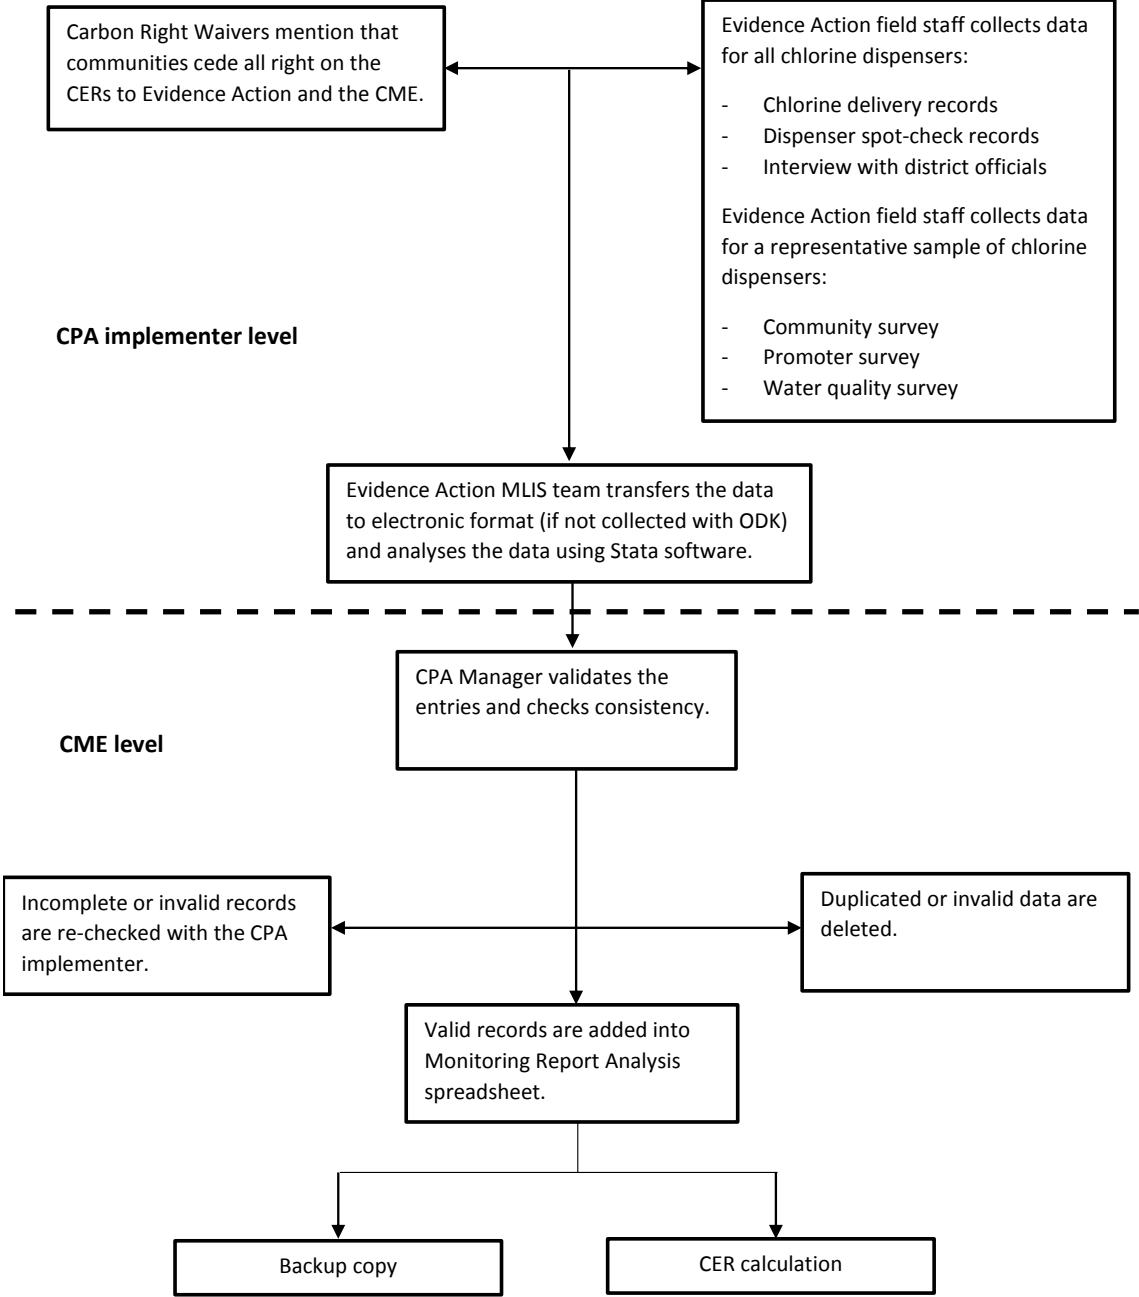 Carbon Right Waivers mention that
communities cede all right on the
CERs to Evidence Action and the CME.
Evidence Action field staff collects data
for all chlorine dispensers:
- Chlorine delivery records
- Dispenser spot-check records
- Interview with district officials
Evidence Action field staff collects data
for a representative sample of chlorine
dispensers:
- Community survey
- Promoter survey
- Water quality survey
CPA implementer level
Evidence Action MLIS team transfers the data
to electronic format (if not collected with ODK)
and analyses the data using Stata software.
CPA Manager validates the
entries and checks consistency.
CME level
Incomplete or invalid records
are re-checked with the CPA
implementer.
Duplicated or invalid data are
deleted.
Valid records are added into
Monitoring Report Analysis
spreadsheet.
Backup copy
CER calculation